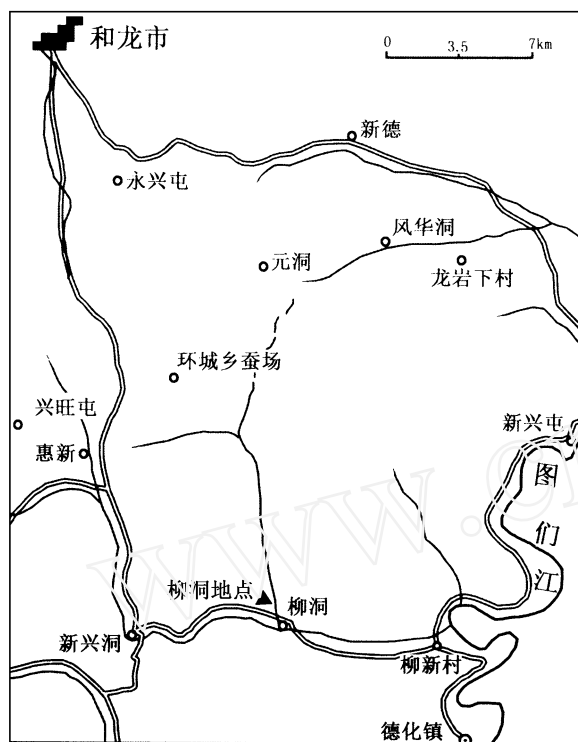 和龙市
0 3.5 7km
新德
永兴屯
风华洞
元洞
龙岩下村
环城乡蚕场
兴旺屯
新兴屯
惠新
图们江
柳洞地点
柳洞
新兴洞
柳新村
德化镇
www.c